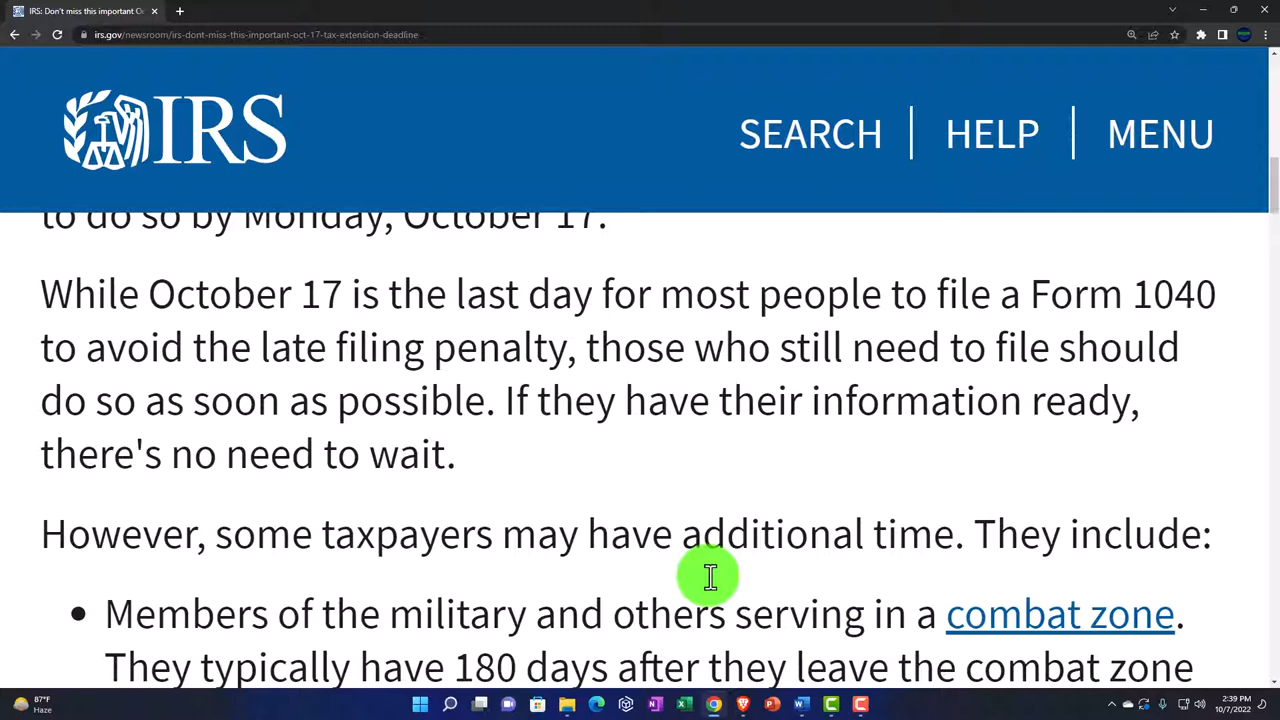 IRS: Don't miss this important Oc
irs.gov/newsroom/irs-dont-miss-this-important-oct-17-tax-extension-deadline
IRS
SEARCH
HELP
MENU
to do so by Monday, October 17.
While October 17 is the last day for most people to file a Form 1040
to avoid the late filing penalty, those who still need to file should
do so as soon as possible. If they have their information ready,
there's no need to wait.
However, some taxpayers may have additional time. They include:
• Members of the military and others serving in a combat zone.
They typically have 180 days after they leave the combat zone
87°F
Haze
2:39 PM
10/7/2022